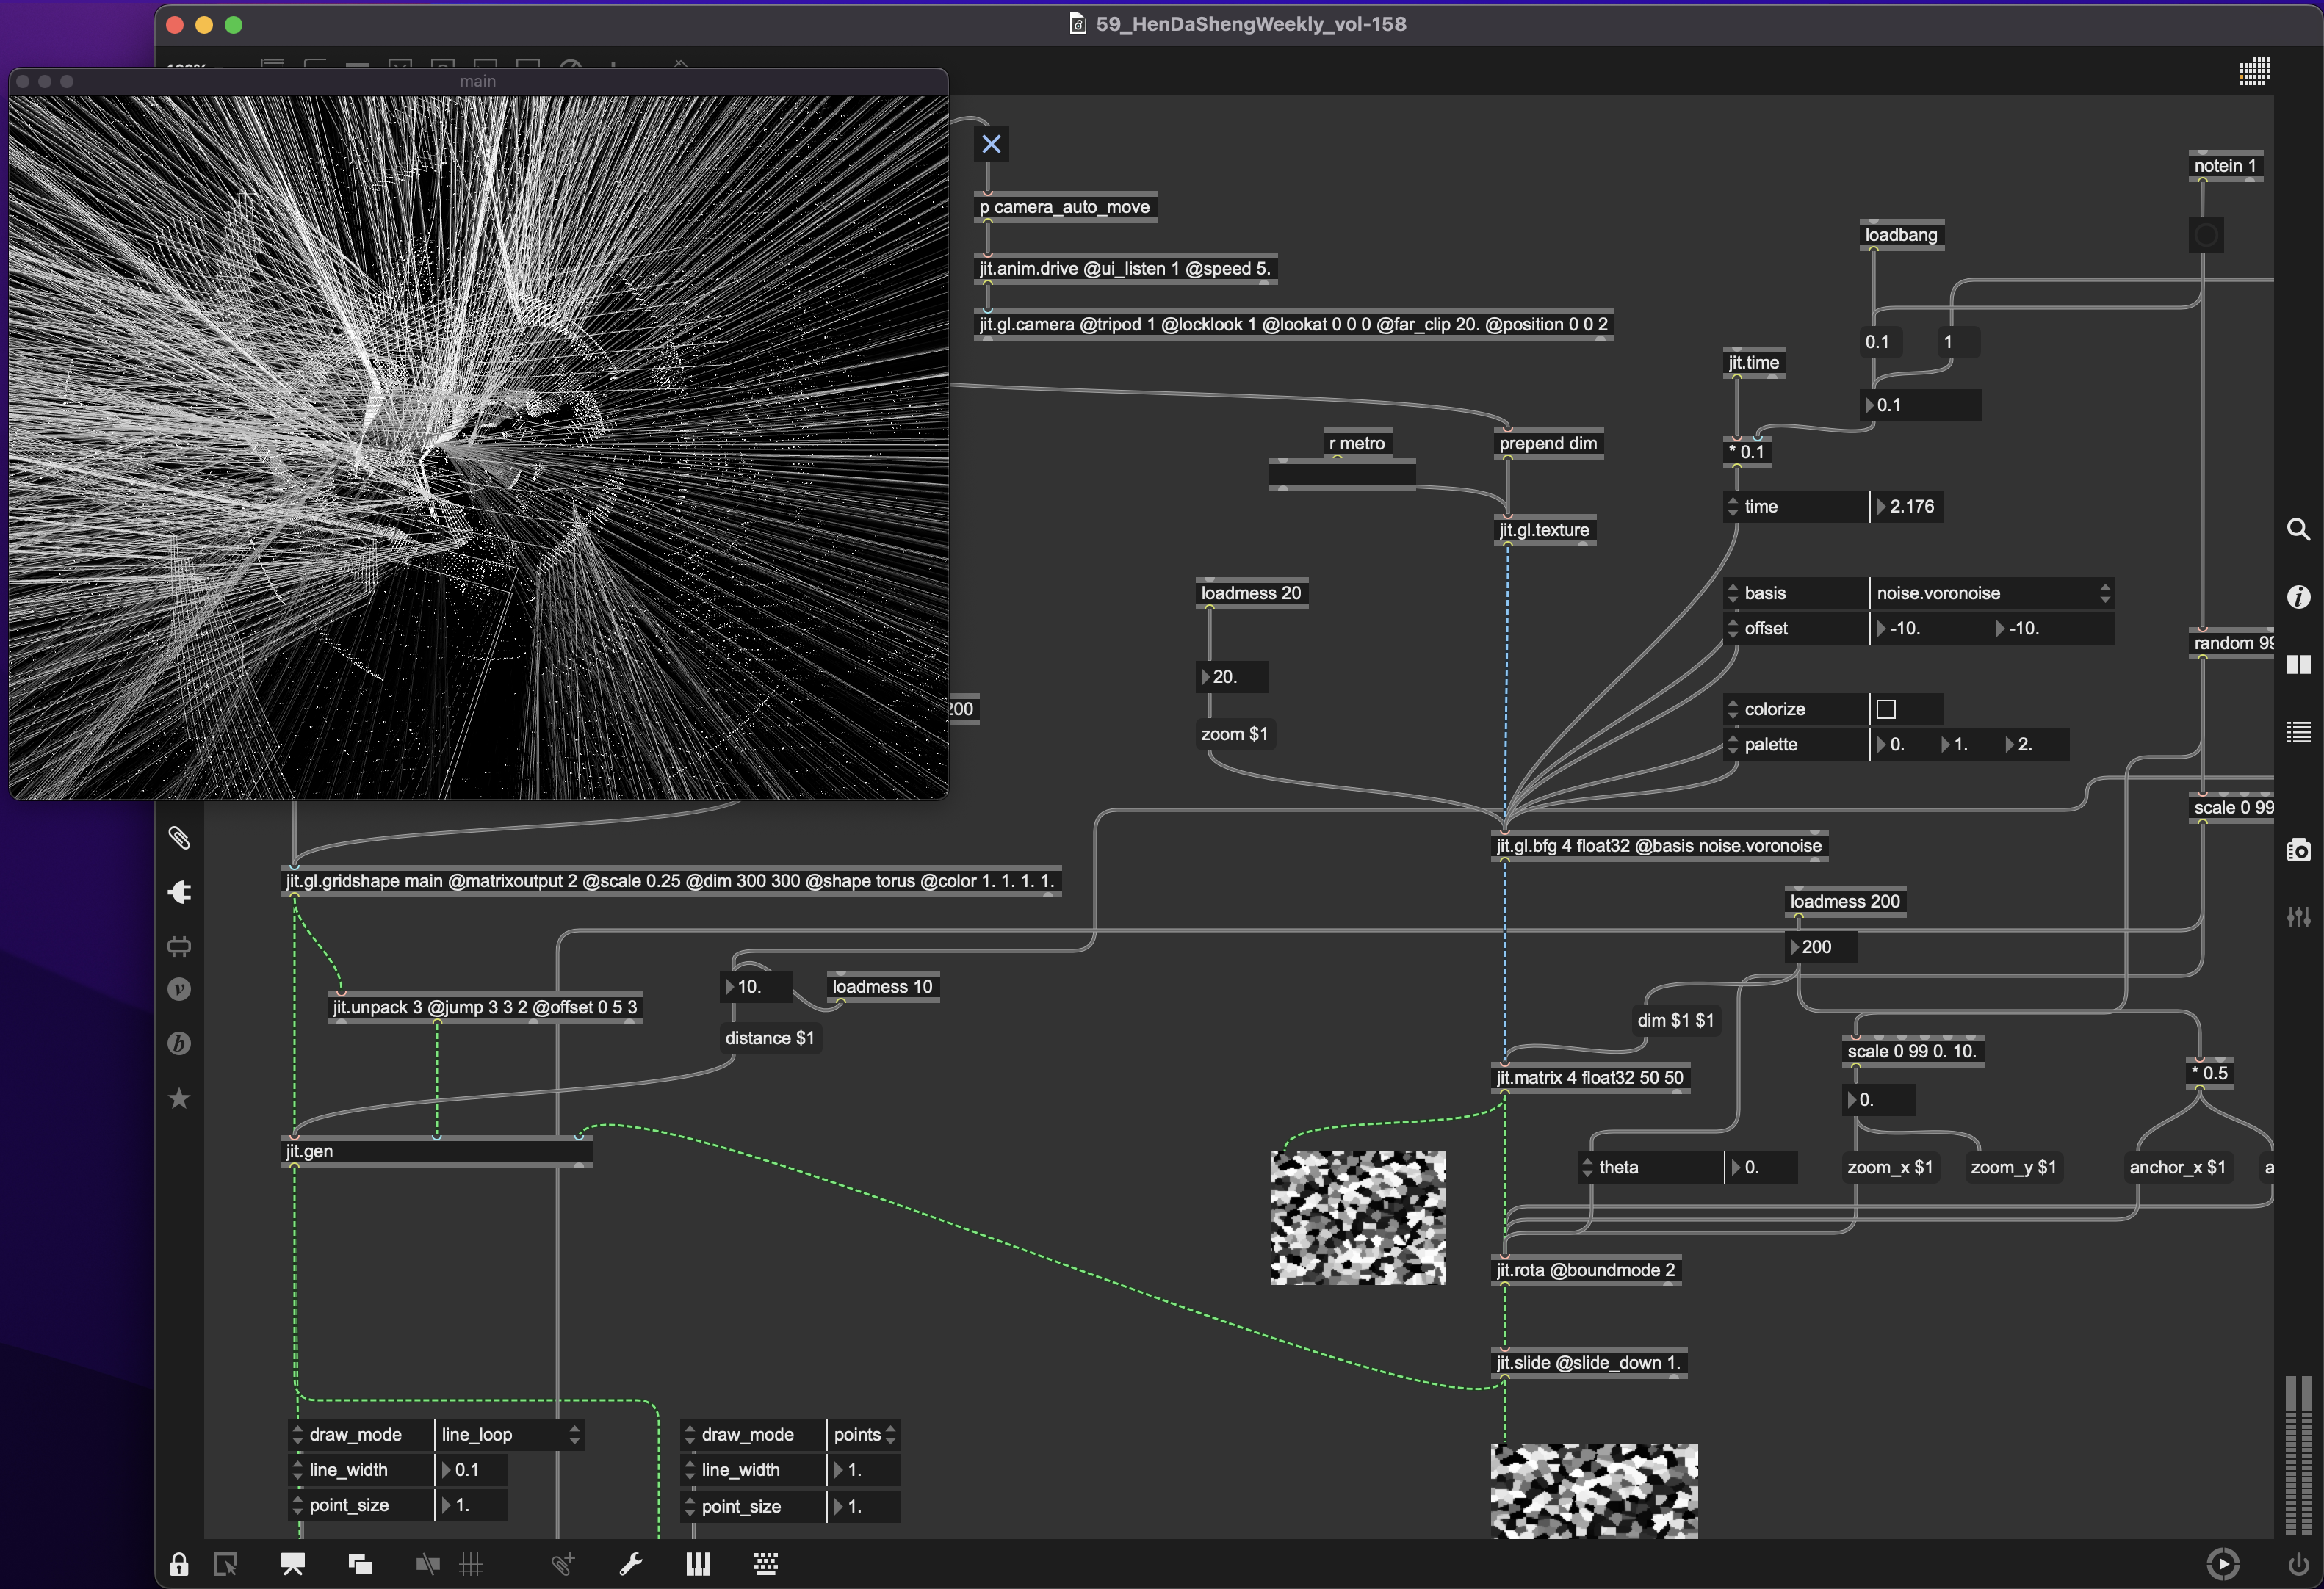 59_HenDaShengWeekly_vol-158
main
p camera_auto_move
jit.anim.drive @ui_listen 1 @speed 5.
jit.gl.camera @tripod 1 @locklook 1 @lookat 0 0 0 @far_clip 20. @position 0 0 2
notein 1
loadbang
0.1
1
jit.time
0.1
* 0.1
r metro
prepend dim
time
2.176
jit.gl.texture
loadmess 20
basis
noise.voronoise
offset
-10.
-10.
random 99
20.
colorize
zoom $1
palette
0.
1.
2.
scale 0 99
jit.gl.bfg 4 float32 @basis noise.voronoise
jit.gl.gridshape main @matrixoutput 2 @scale 0.25 @dim 300 300 @shape torus @color 1. 1. 1. 1.
loadmess 200
200
jit.unpack 3 @jump 3 3 2 @offset 0 5 3
10.
loadmess 10
distance $1
dim $1 $1
scale 0 99 0. 10.
* 0.5
jit.matrix 4 float32 50 50
0.
jit.gen
theta
0.
zoom_x $1
zoom_y $1
anchor_x $1
jit.rota @boundmode 2
jit.slide @slide_down 1.
draw_mode
line_loop
draw_mode
points
line_width
0.1
line_width
1.
point_size
1.
point_size
1.